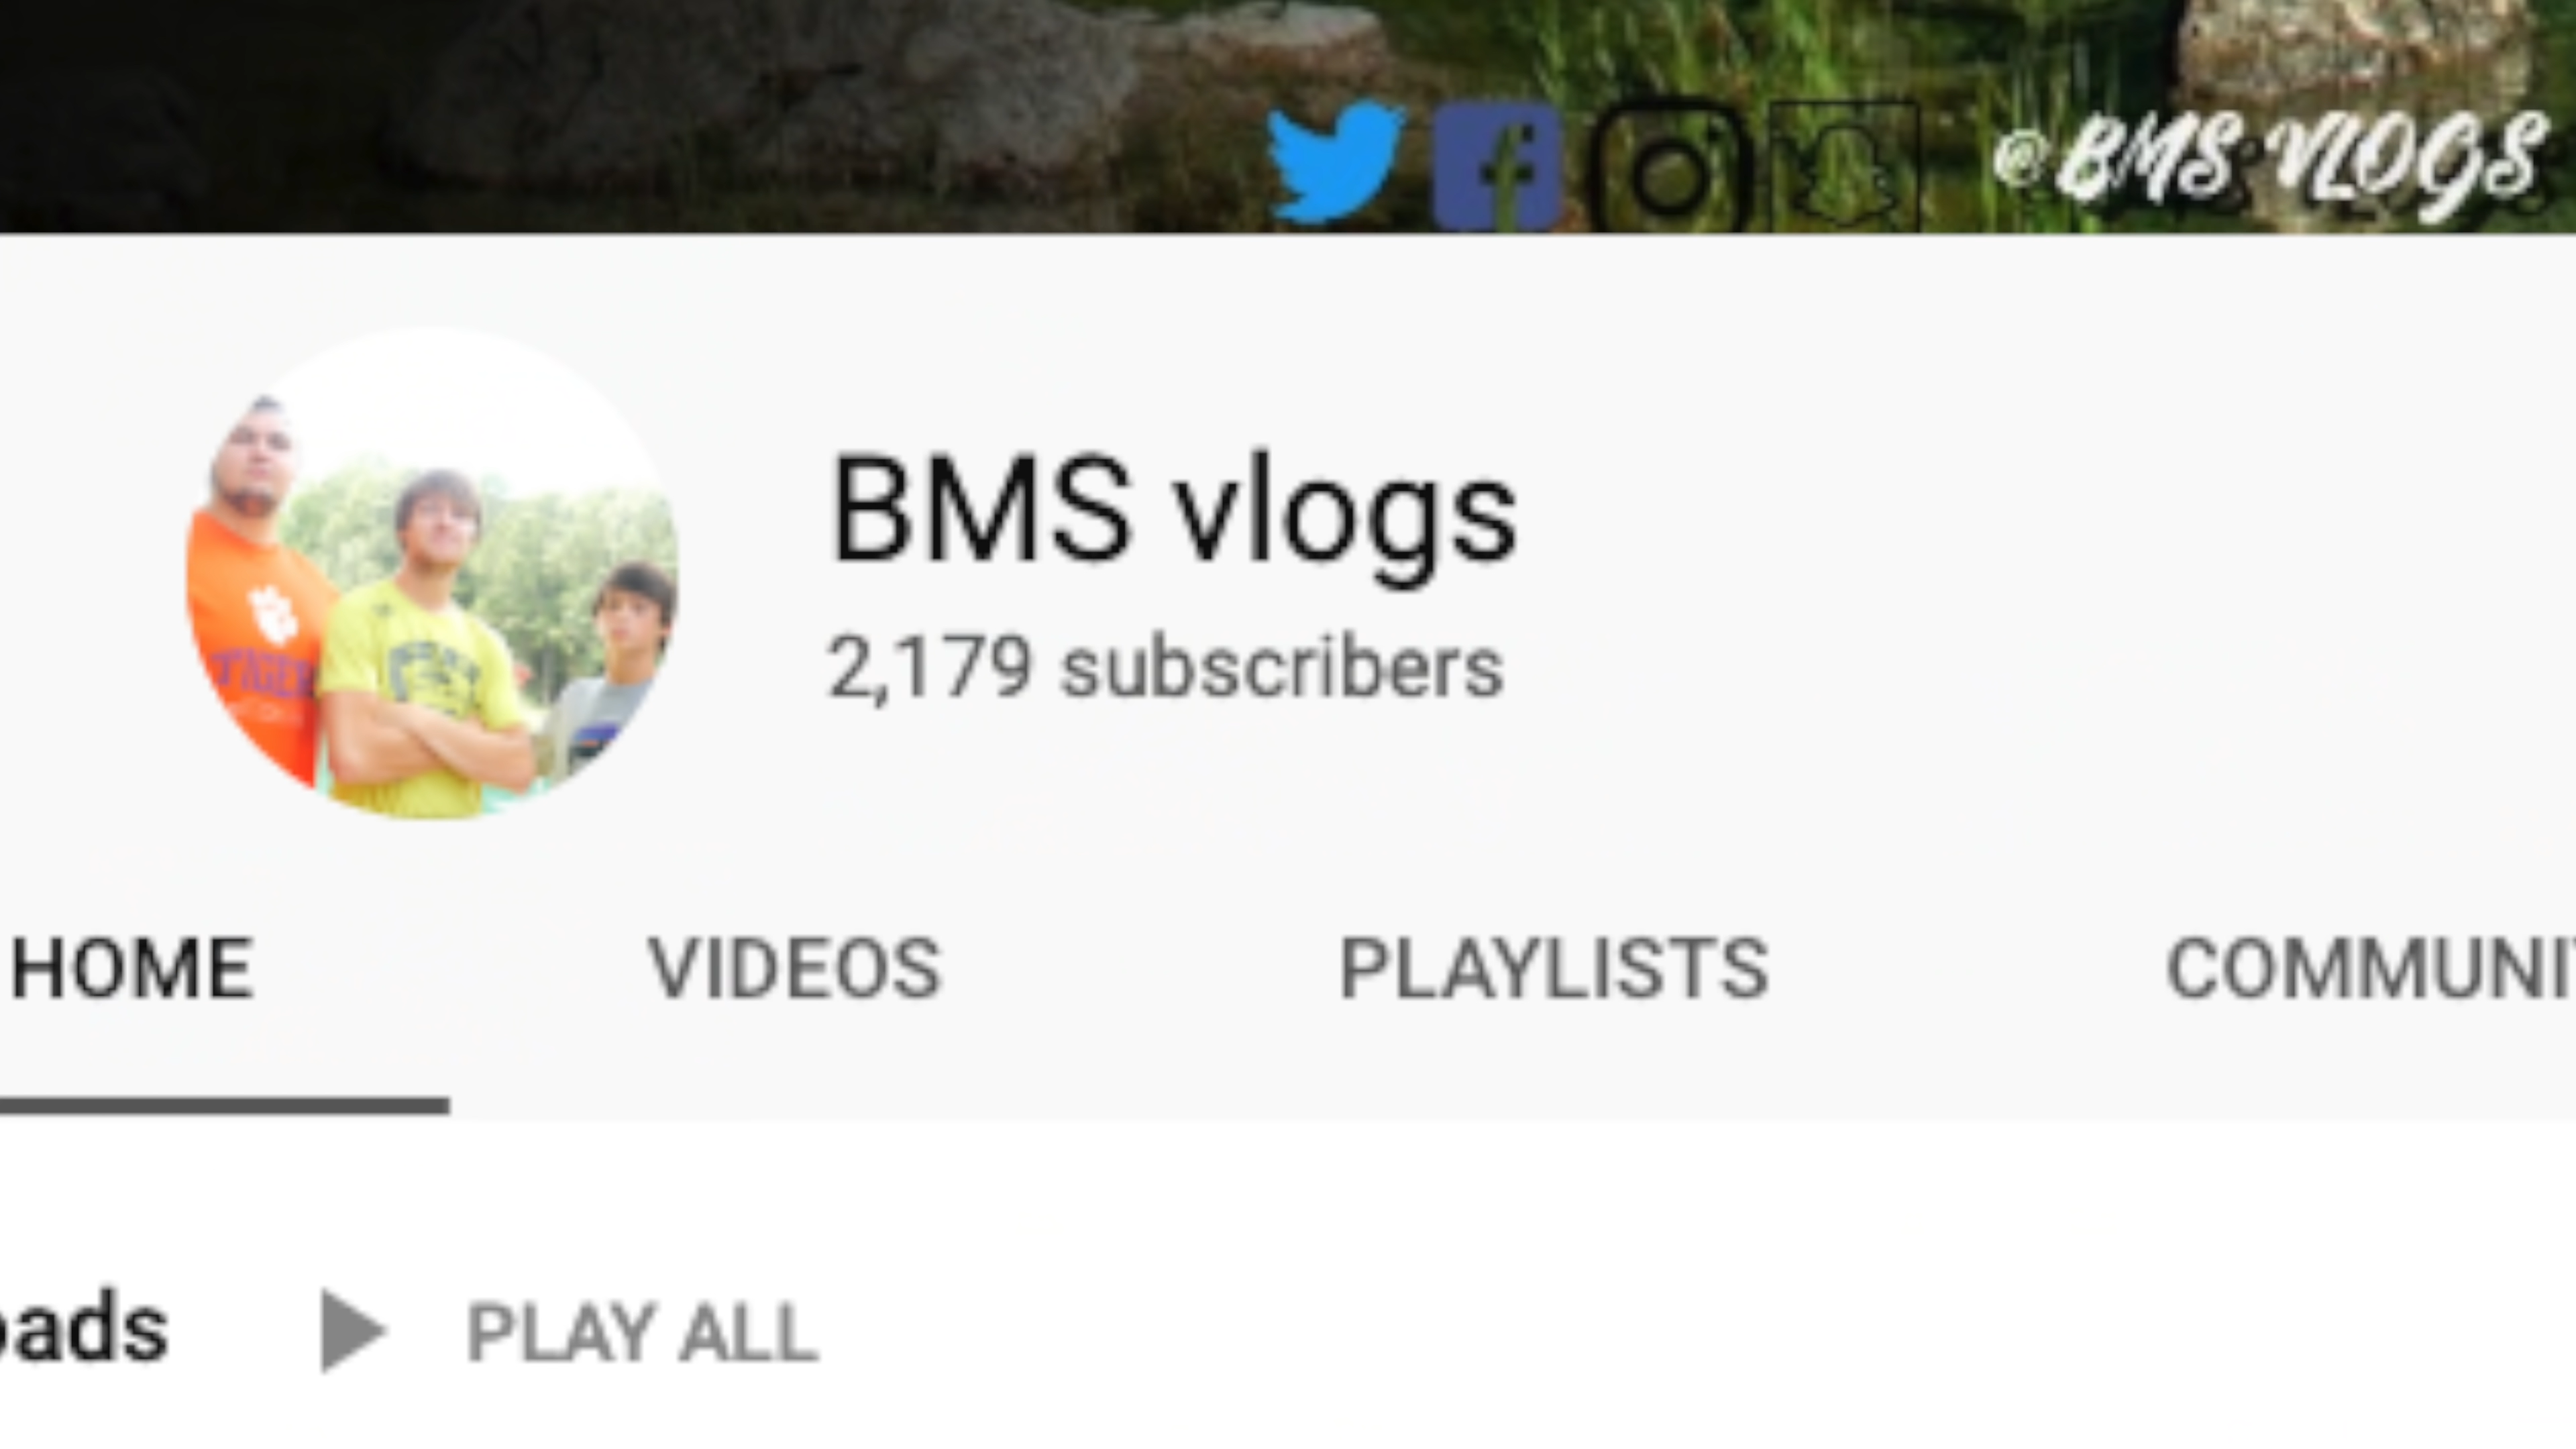 @BMS VLOGS
BMS vlogs
2,179 subscribers
HOME VIDEOS PLAYLISTS COMMUNI
oads PLAY ALL